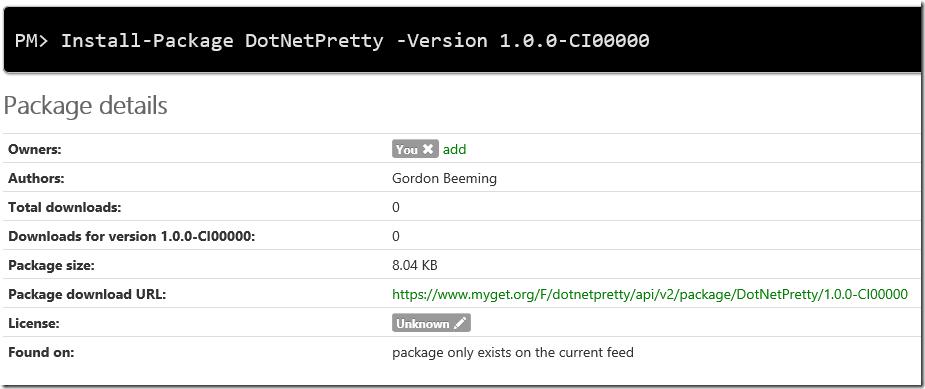 PM> Install-Package DotNetPretty -Version 1.0.0-CI00000
Package details
Owners: You ✖ add
Authors: Gordon Beeming
Total downloads: 0
Downloads for version 1.0.0-CI00000: 0
Package size: 8.04 KB
Package download URL: https://www.myget.org/F/dotnetpretty/api/v2/package/DotNetPretty/1.0.0-CI00000
License: Unknown
Found on: package only exists on the current feed